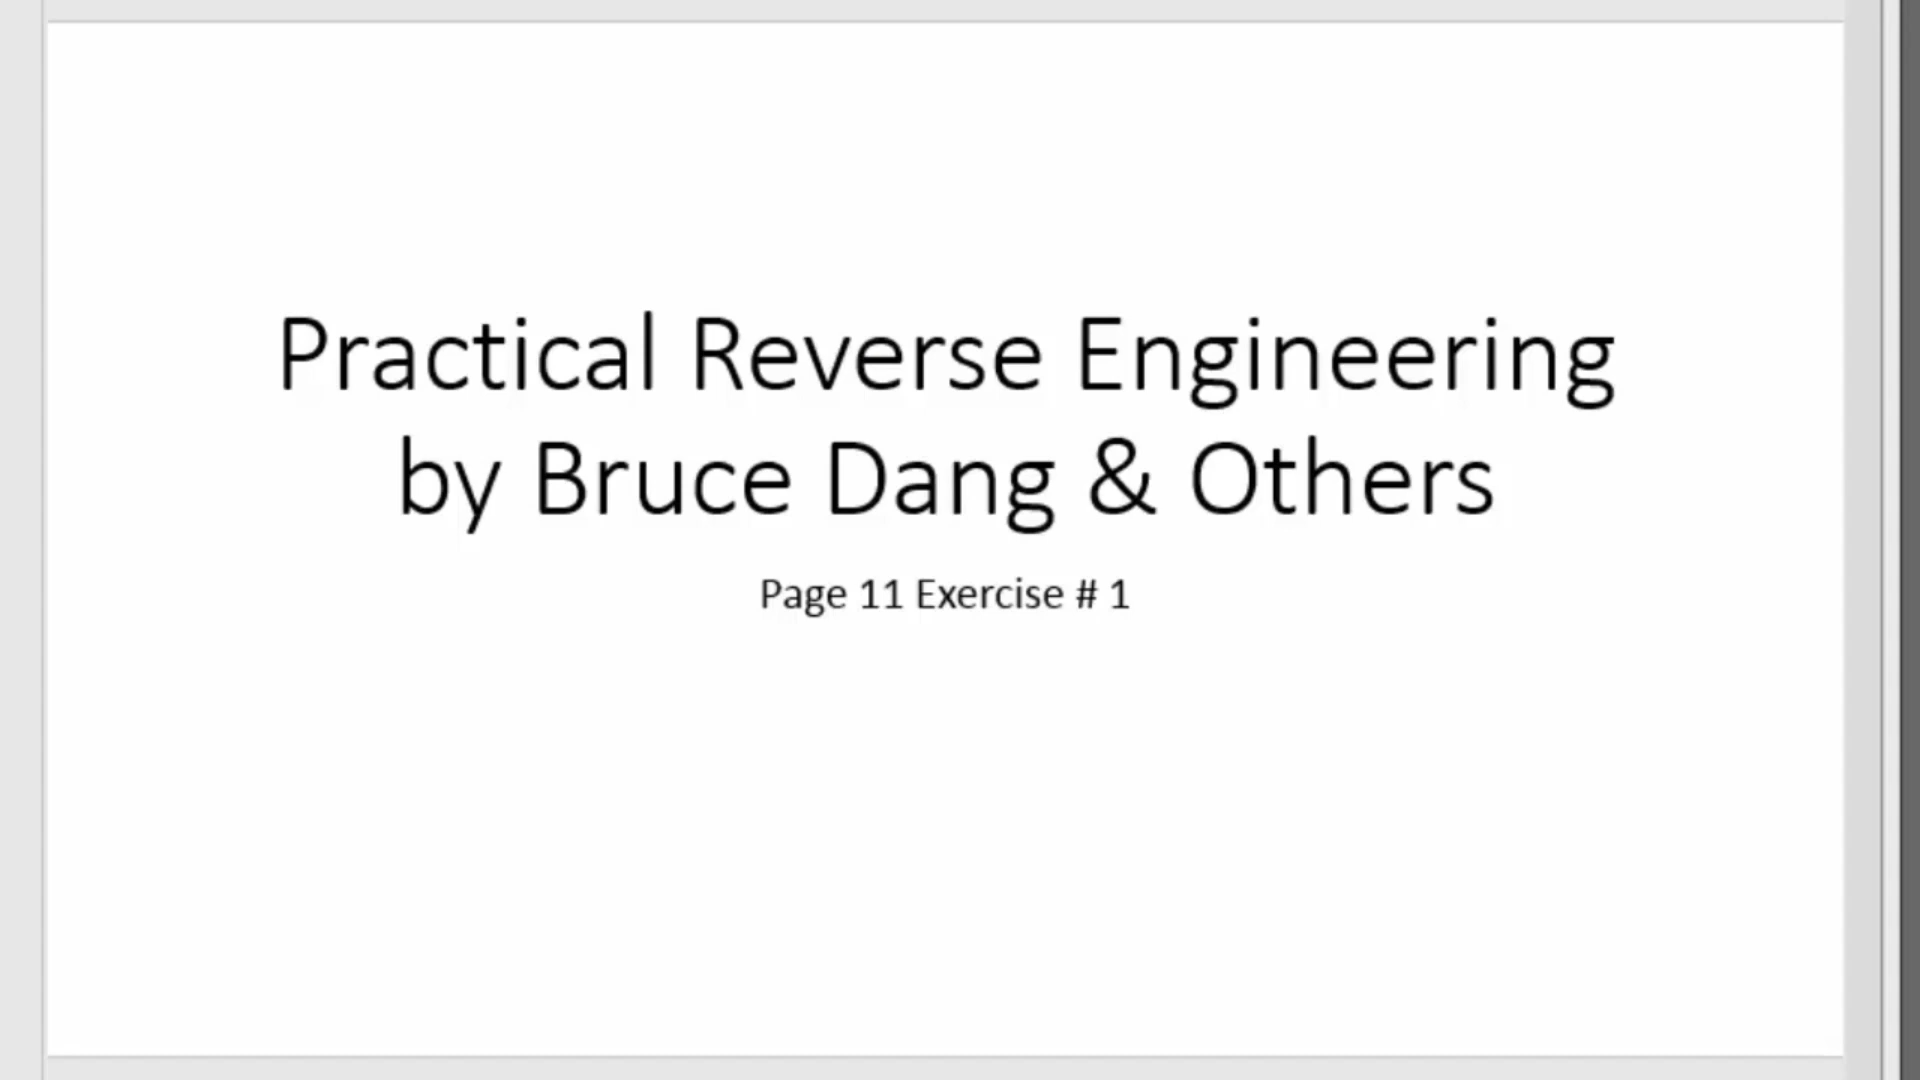 Practical Reverse Engineering
by Bruce Dang & Others
Page 11 Exercise # 1